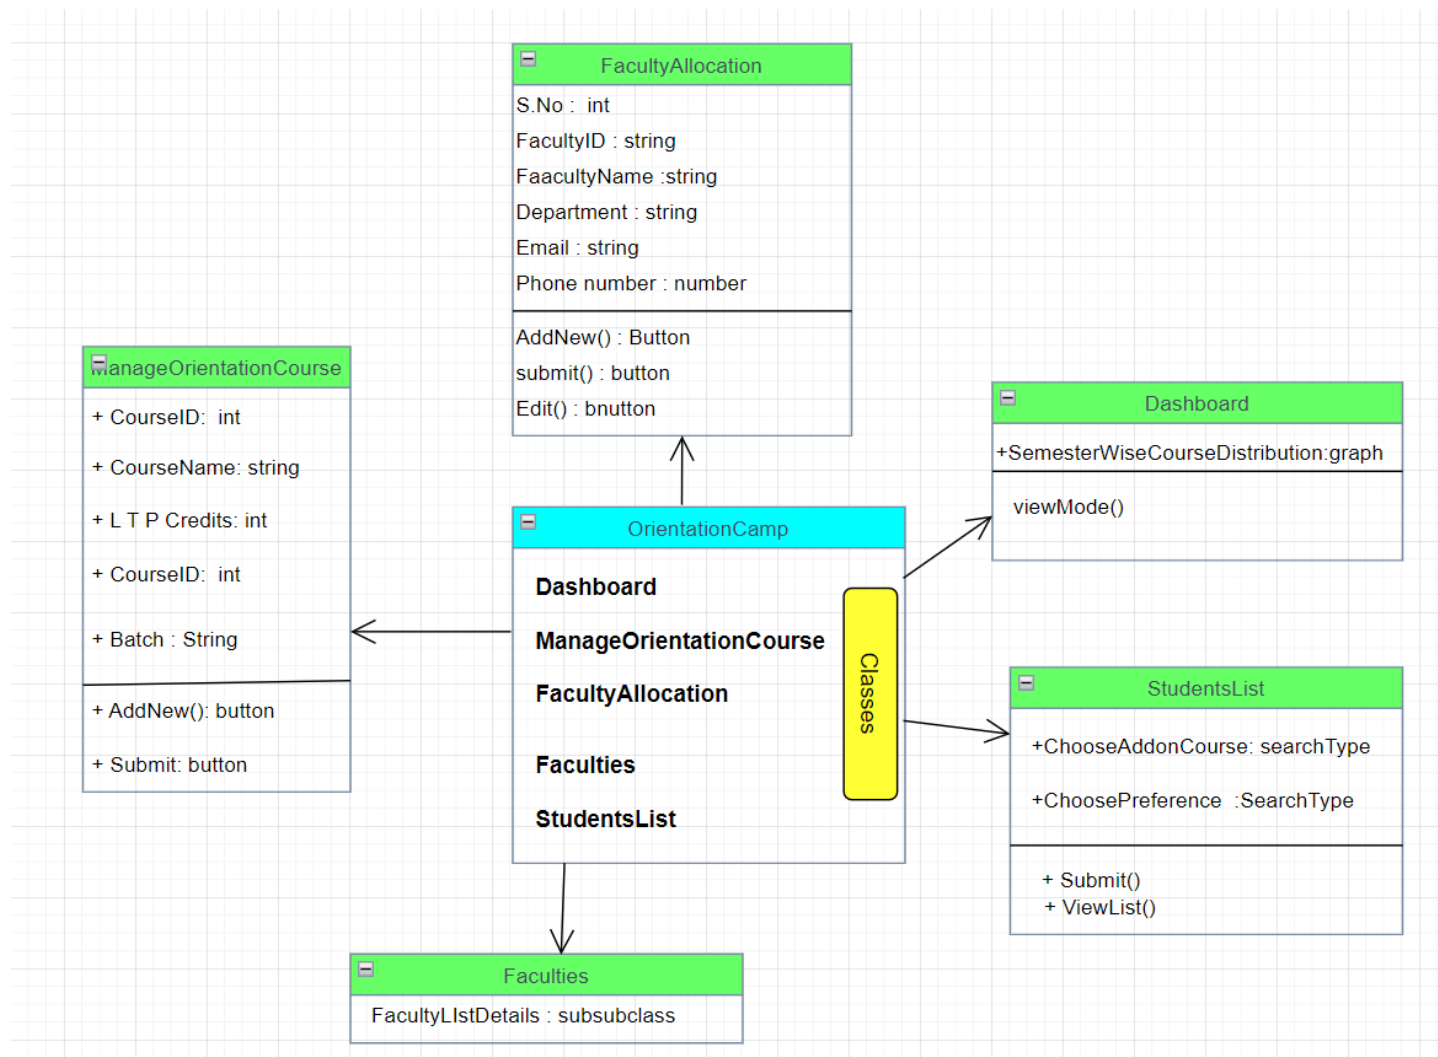 FacultyAllocation
S.No :  int
FacultyID : string
FaacultyName :string
Department : string
Email : string
Phone number : number
AddNew() : Button
submit() : button
Edit() : bnutton
ManageOrientationCourse
+ CourseID:  int
+ CourseName: string
+ L T P Credits: int
+ CourseID:  int
+ Batch : String
+ AddNew(): button
+ Submit: button
OrientationCamp
Dashboard
ManageOrientationCourse
FacultyAllocation
Faculties
StudentsList
Classes
Dashboard
+SemesterWiseCourseDistribution:graph
viewMode()
StudentsList
+ChooseAddonCourse: searchType
+ChoosePreference  :SearchType
+ Submit()
+ ViewList()
Faculties
FacultyLIstDetails : subsubclass